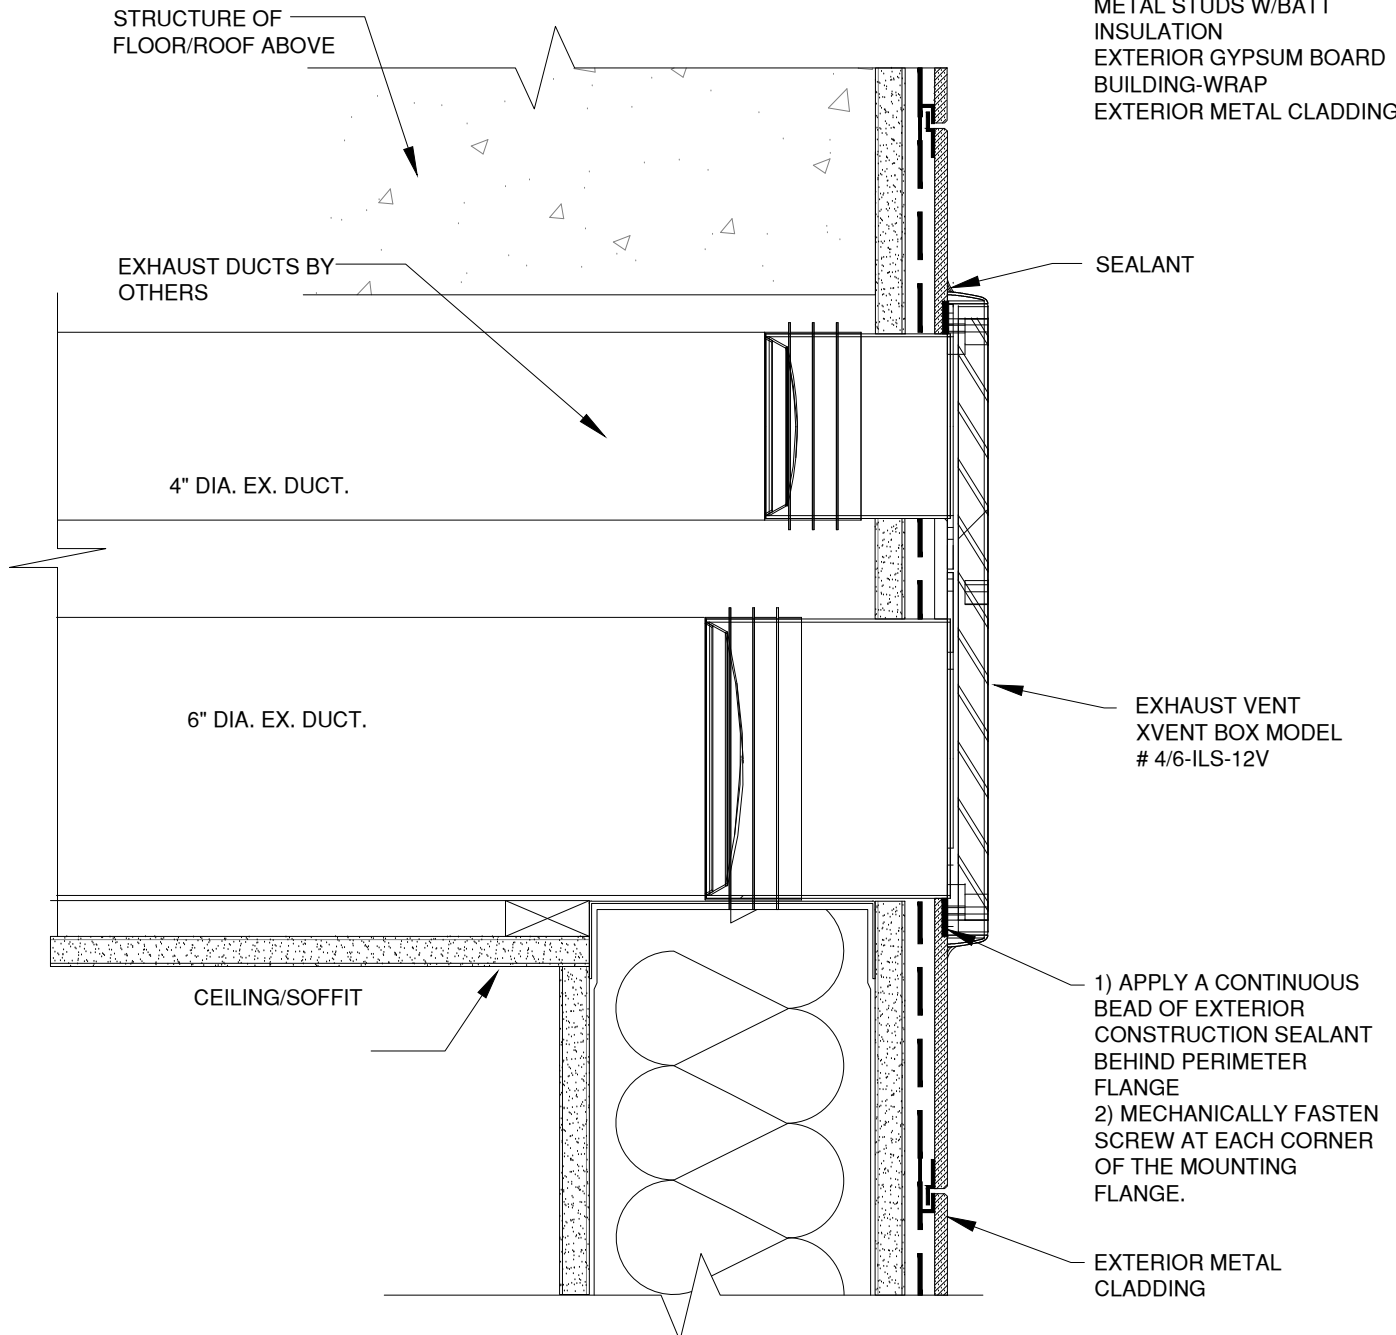 STRUCTURE OF
FLOOR/ROOF ABOVE
METAL STUDS W/BATT
INSULATION
EXTERIOR GYPSUM BOARD
BUILDING-WRAP
EXTERIOR METAL CLADDING
EXHAUST DUCTS BY
OTHERS
SEALANT
4" DIA. EX. DUCT.
6" DIA. EX. DUCT.
EXHAUST VENT
XVENT BOX MODEL
# 4/6-ILS-12V
CEILING/SOFFIT
1) APPLY A CONTINUOUS
BEAD OF EXTERIOR
CONSTRUCTION SEALANT
BEHIND PERIMETER
FLANGE
2) MECHANICALLY FASTEN
SCREW AT EACH CORNER
OF THE MOUNTING
FLANGE.
EXTERIOR METAL
CLADDING